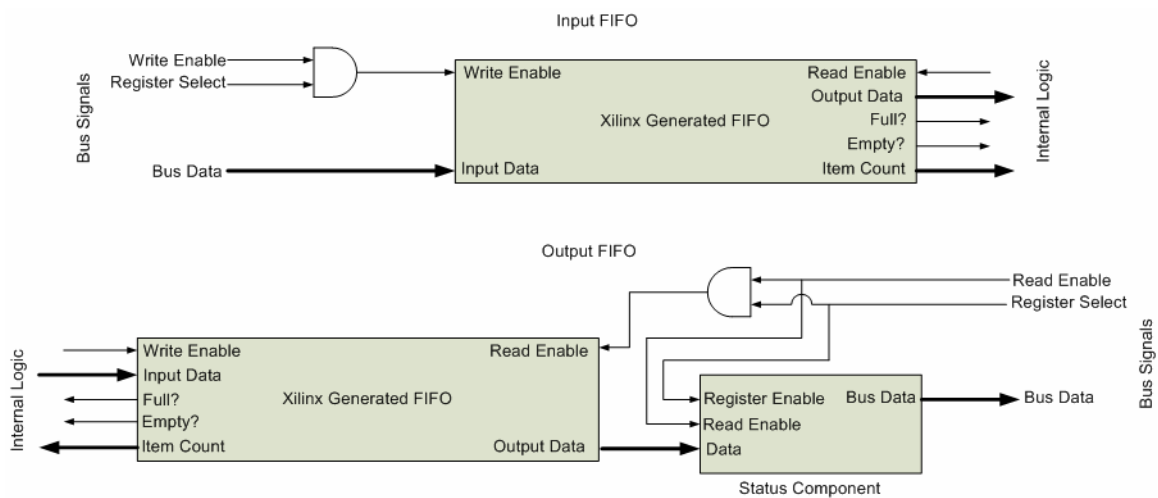 Input FIFO
Write Enable
Register Select
Bus Signals
Bus Data
Write Enable
Input Data
Xilinx Generated FIFO
Read Enable
Output Data
Full?
Empty?
Item Count
Internal Logic
Output FIFO
Read Enable
Register Select
Bus Signals
Internal Logic
Write Enable
Input Data
Full?
Empty?
Item Count
Xilinx Generated FIFO
Read Enable
Output Data
Register Enable
Read Enable
Data
Bus Data
Bus Data
Status Component